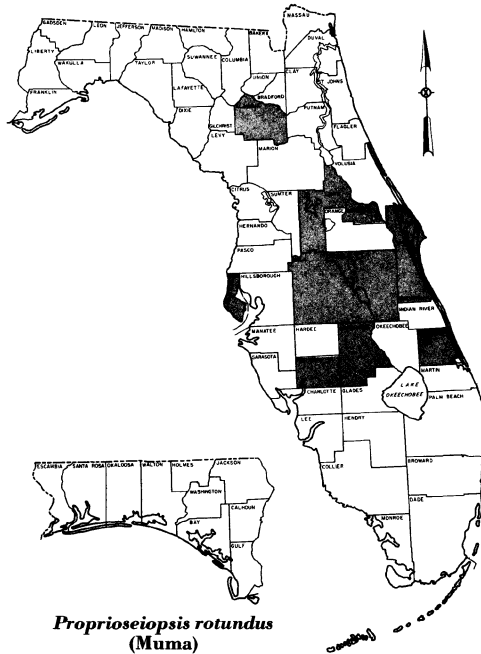 NASSAU
GADSDEN
LEON
JEFFERSON
MADISON
HAMILTON
BAKER
DUVAL
LIBERTY
WAKULLA
TAYLOR
SUWANNEE
COLUMBIA
UNION
CLAY
ST JOHNS
FRANKLIN
LAFAYETTE
BRADFORD
DIXIE
GILCHRIST
PUTNAM
FLAGLER
LEVY
MARION
VOLUSIA
CITRUS
SUMTER
ORANGE
HERNANDO
PASCO
HILLSBOROUGH
INDIAN RIVER
MANATEE
HARDEE
OKEECHOBEE
SARASOTA
MARTIN
CHARLOTTE
GLADES
LAKE
OKEECHOBEE
PALM BEACH
LEE
HENDRY
COLLIER
BROWARD
DADE
MONROE
ESCAMBIA
SANTA ROSA
OKALOOSA
WALTON
HOLMES
JACKSON
WASHINGTON
BAY
CALHOUN
GULF
Proprioseiopsis rotundus
(Muma)